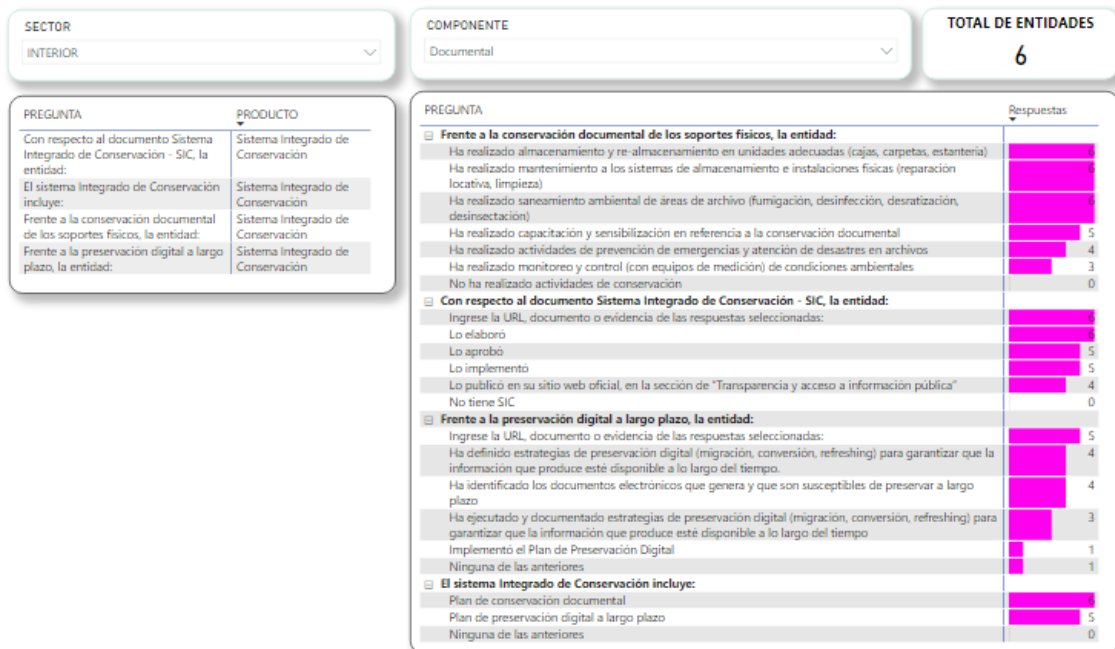 SECTOR
INTERIOR
COMPONENTE
Documental
TOTAL DE ENTIDADES
6
PREGUNTA PRODUCTO
Con respecto al documento Sistema Sistema Integrado de
Integrado de Conservación - SIC, la Conservación
entidad:
El sistema Integrado de Conservación Sistema Integrado de
incluye: Conservación
Frente a la conservación documental Sistema Integrado de
de los soportes físicos, la entidad: Conservación
Frente a la preservación digital a largo Sistema Integrado de
plazo, la entidad: Conservación
PREGUNTA Respuestas
Frente a la conservación documental de los soportes físicos, la entidad:
Ha realizado almacenamiento y re-almacenamiento en unidades adecuadas (cajas, carpetas, estantería) 6
Ha realizado mantenimiento a los sistemas de almacenamiento e instalaciones físicas (reparación 6
locativa, limpieza)
Ha realizado saneamiento ambiental de áreas de archivo (fumigación, desinfección, desratización, 6
desinsectación)
Ha realizado capacitación y sensibilización en referencia a la conservación documental 5
Ha realizado actividades de prevención de emergencias y atención de desastres en archivos 4
Ha realizado monitoreo y control (con equipos de medición) de condiciones ambientales 3
No ha realizado actividades de conservación 0
Con respecto al documento Sistema Integrado de Conservación - SIC, la entidad:
Ingrese la URL, documento o evidencia de las respuestas seleccionadas: 6
Lo elaboró 6
Lo aprobó 5
Lo implementó 5
Lo publicó en su sitio web oficial, en la sección de "Transparencia y acceso a información pública" 4
No tiene SIC 0
Frente a la preservación digital a largo plazo, la entidad:
Ingrese la URL, documento o evidencia de las respuestas seleccionadas: 5
Ha definido estrategias de preservación digital (migración, conversión, refreshing) para garantizar que la 4
información que produce esté disponible a lo largo del tiempo.
Ha identificado los documentos electrónicos que genera y que son susceptibles de preservar a largo 4
plazo
Ha ejecutado y documentado estrategias de preservación digital (migración, conversión, refreshing) para 3
garantizar que la información que produce esté disponible a lo largo del tiempo
Implementó el Plan de Preservación Digital 1
Ninguna de las anteriores 1
El sistema Integrado de Conservación incluye:
Plan de conservación documental 6
Plan de preservación digital a largo plazo 5
Ninguna de las anteriores 0